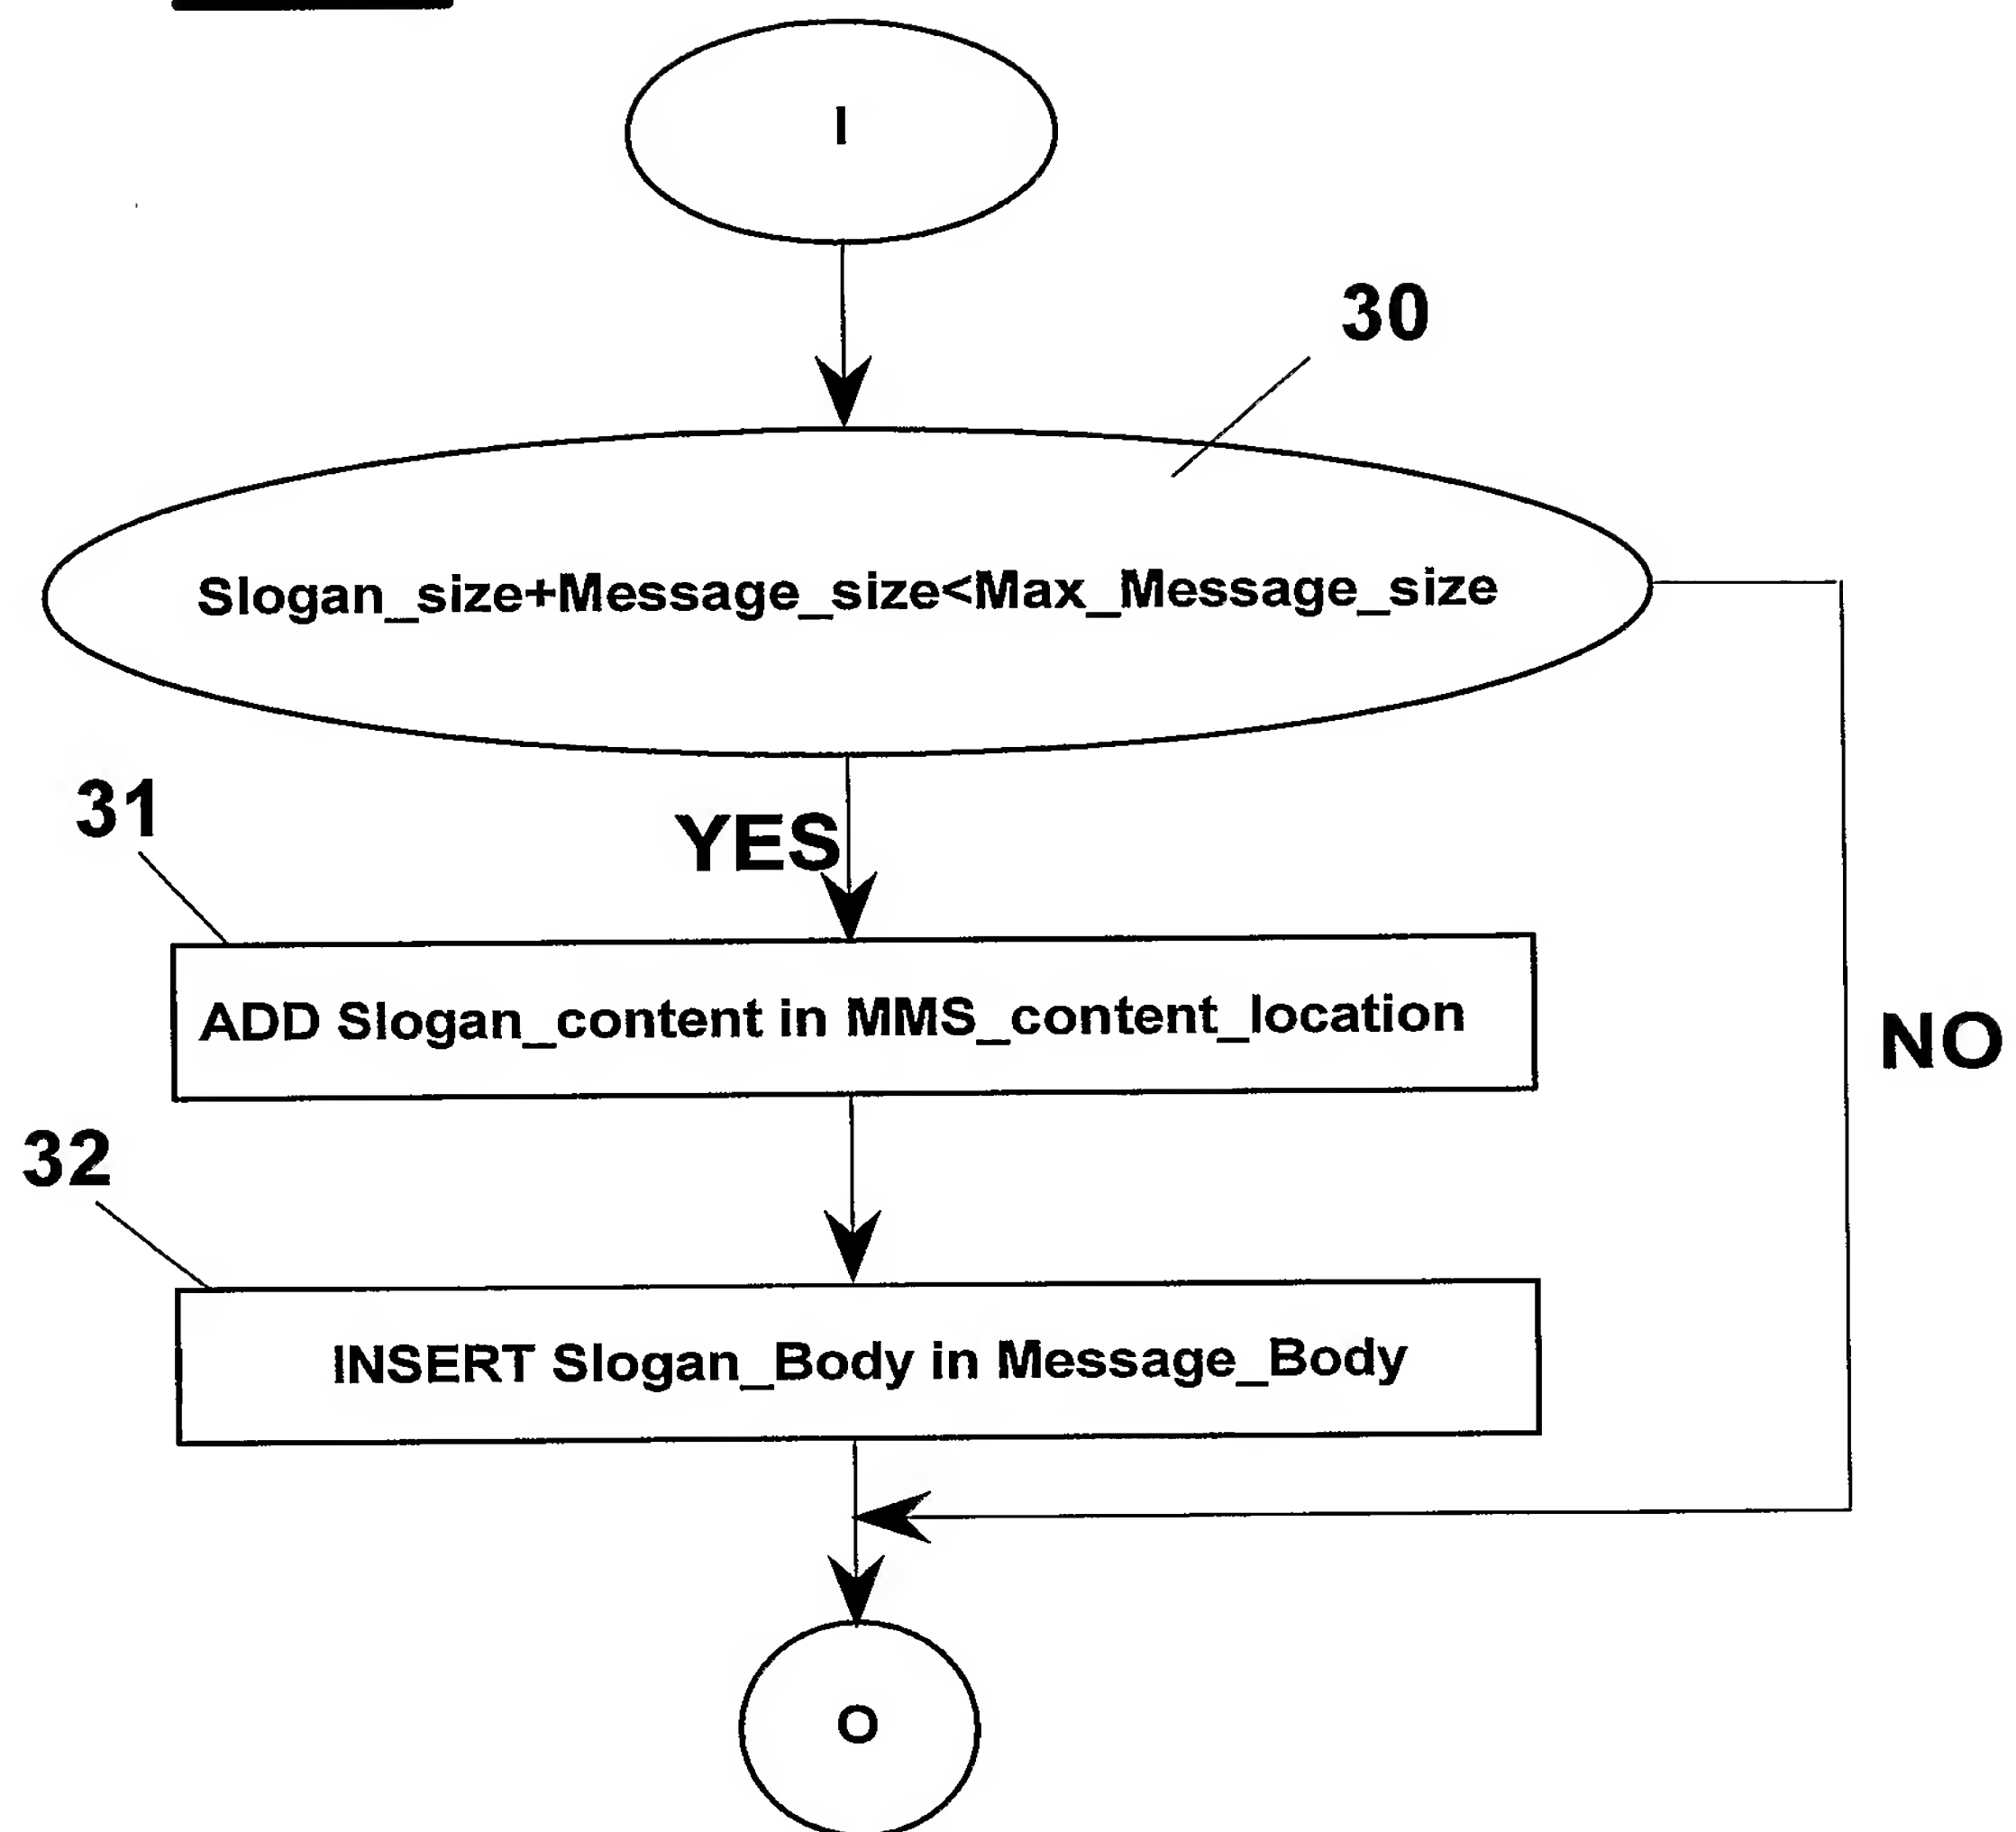 I
30
Slogan_size+Message_size<Max_Message_size
31
YES
ADD Slogan_content in MMS_content_location
NO
32
INSERT Slogan_Body in Message_Body
O